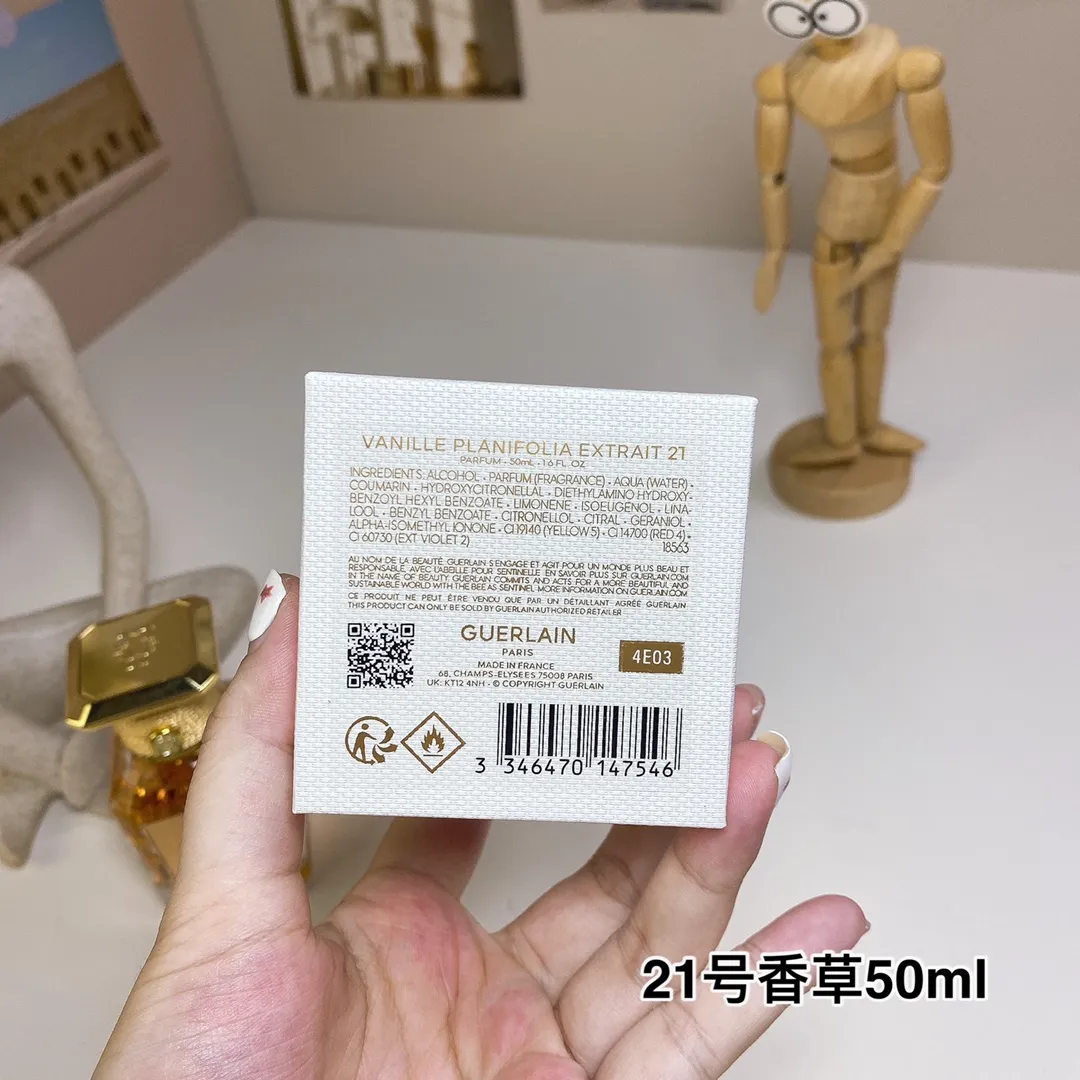 VANILLE PLANIFOLIA EXTRAIT 21
PARFUM · 50mL · 1.6 FL. OZ
INGREDIENTS: ALCOHOL · PARFUM (FRAGRANCE) · AQUA (WATER) ·
COUMARIN · HYDROXYCITRONELLAL · DIETHYLAMINO HYDROXY-
BENZOYL HEXYL BENZOATE · LIMONENE · ISOEUGENOL · LINA-
LOOL · BENZYL BENZOATE · CITRONELLOL · CITRAL · GERANIOL ·
ALPHA-ISOMETHYL IONONE · CI 19140 (YELLOW 5) · CI 14700 (RED 4) ·
CI 60730 (EXT VIOLET 2) 18563
AU NOM DE LA BEAUTÉ, GUERLAIN S'ENGAGE ET AGIT POUR UN MONDE PLUS BEAU ET
RESPONSABLE, AVEC L'ABEILLE POUR SENTINELLE. EN SAVOIR PLUS SUR GUERLAIN.COM
IN THE NAME OF BEAUTY, GUERLAIN COMMITS AND ACTS FOR A MORE BEAUTIFUL AND
SUSTAINABLE WORLD WITH THE BEE AS SENTINEL. MORE INFORMATION ON GUERLAIN.COM
CE PRODUIT NE PEUT ÊTRE VENDU QUE PAR UN DÉTAILLANT AGRÉÉ GUERLAIN
THIS PRODUCT CAN ONLY BE SOLD BY GUERLAIN AUTHORIZED RETAILER
GUERLAIN
PARIS
4E03
MADE IN FRANCE
68, CHAMPS-ELYSEES 75008 PARIS
UK: KT12 4NH · © COPYRIGHT GUERLAIN
3 346470 147546
21号香草50ml